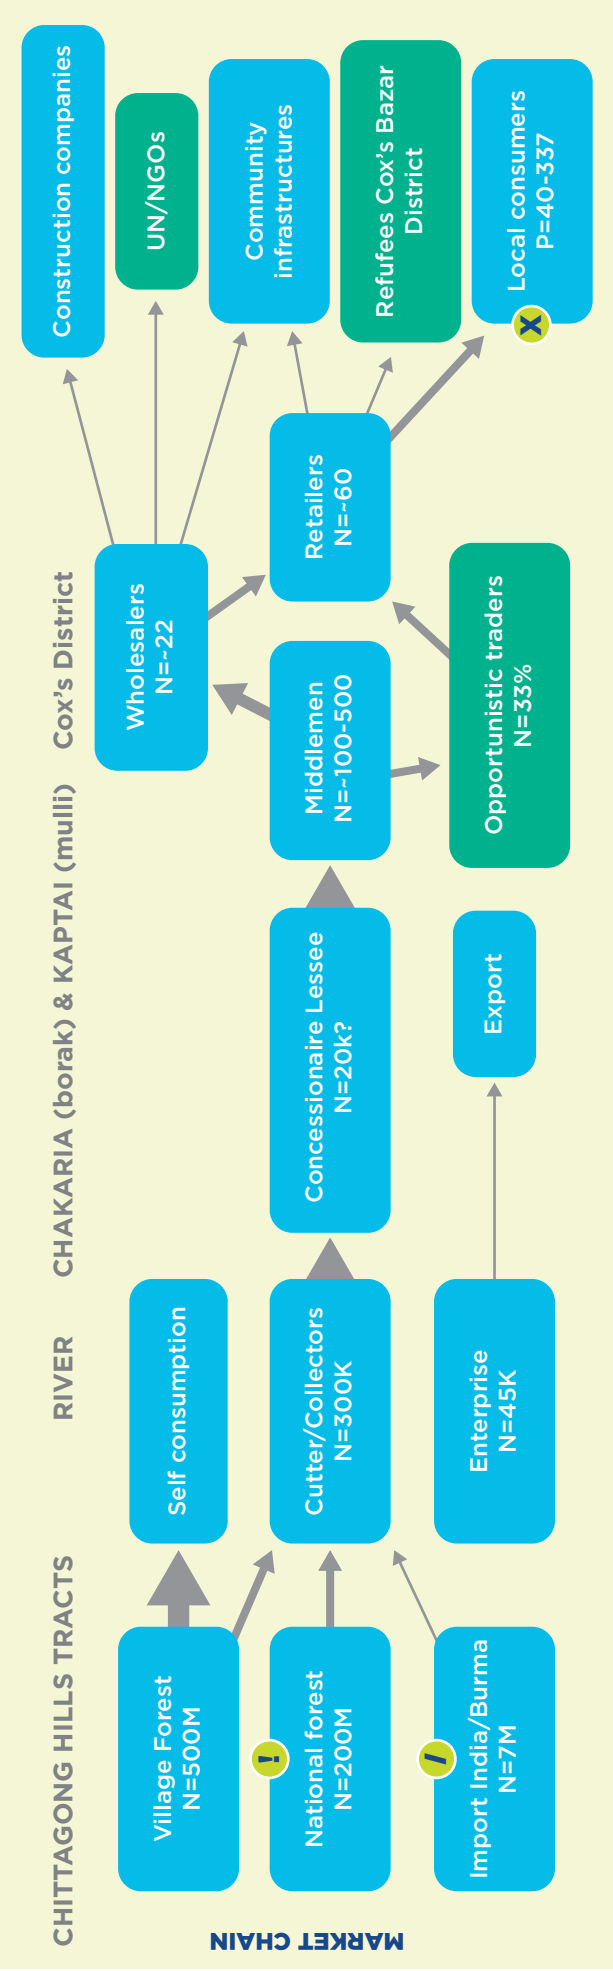 MARKET CHAIN
CHITTAGONG HILLS TRACTS
RIVER
CHAKARIA (borak) & KAPTAI (mulli)
Cox's District
Village Forest
N=500M
!
National forest
N=200M
/
Import India/Burma
N=7M
Self consumption
Cutter/Collectors
N=300K
Enterprise
N=45K
Concessionaire Lessee
N=20k?
Export
Middlemen
N=~100-500
Wholesalers
N=~22
Opportunistic traders
N=33%
Retailers
N=~60
Construction companies
UN/NGOs
Community
infrastructures
Refufees Cox's Bazar
District
Local consumers
P=40-337
X